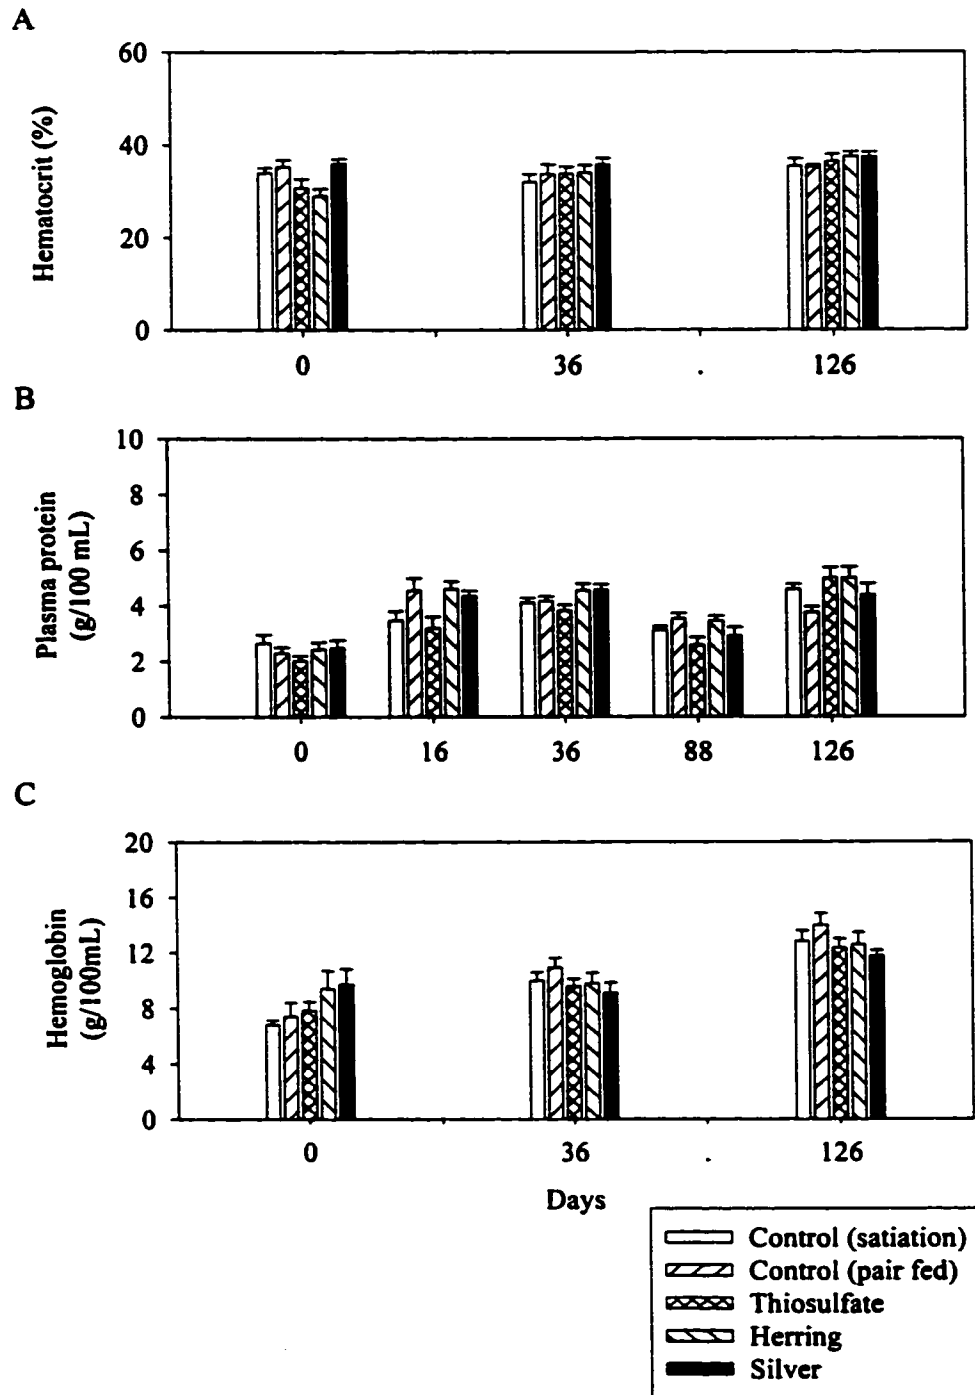 A
60
40
20
0
Hematocrit (%)
0 36 . 126
B
10
8
6
4
2
0
Plasma protein
(g/100 mL)
0 16 36 88 126
C
20
16
12
8
4
0
Hemoglobin
(g/100mL)
0 36 . 126
Days
Control (satiation)
Control (pair fed)
Thiosulfate
Herring
Silver